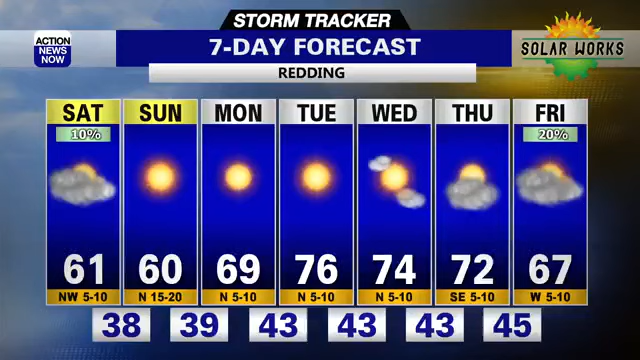 STORM TRACKER
ACTION
NEWS
NOW
7-DAY FORECAST
SOLAR WORKS
REDDING
SAT SUN MON TUE WED THU FRI
10% 20%
61 60 69 76 74 72 67
NW 5-10 N 15-20 N 5-10 N 5-10 N 5-10 SE 5-10 W 5-10
38 39 43 43 43 45